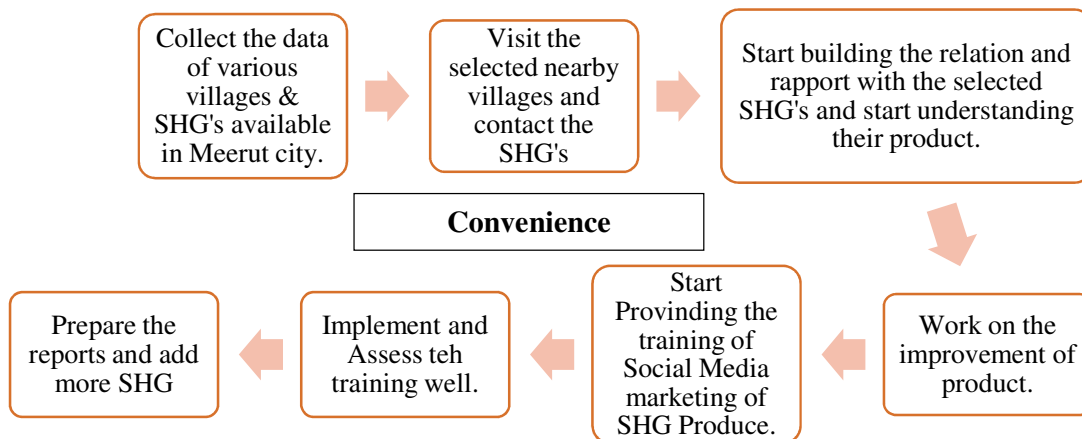 Collect the data
of various
villages &
SHG's available
in Meerut city.
Visit the
selected nearby
villages and
contact the
SHG's
Start building the relation and
rapport with the selected
SHG's and start understanding
their product.
Convenience
Work on the
improvement of
product.
Start
Provinding the
training of
Social Media
marketing of
SHG Produce.
Implement and
Assess teh
training well.
Prepare the
reports and add
more SHG